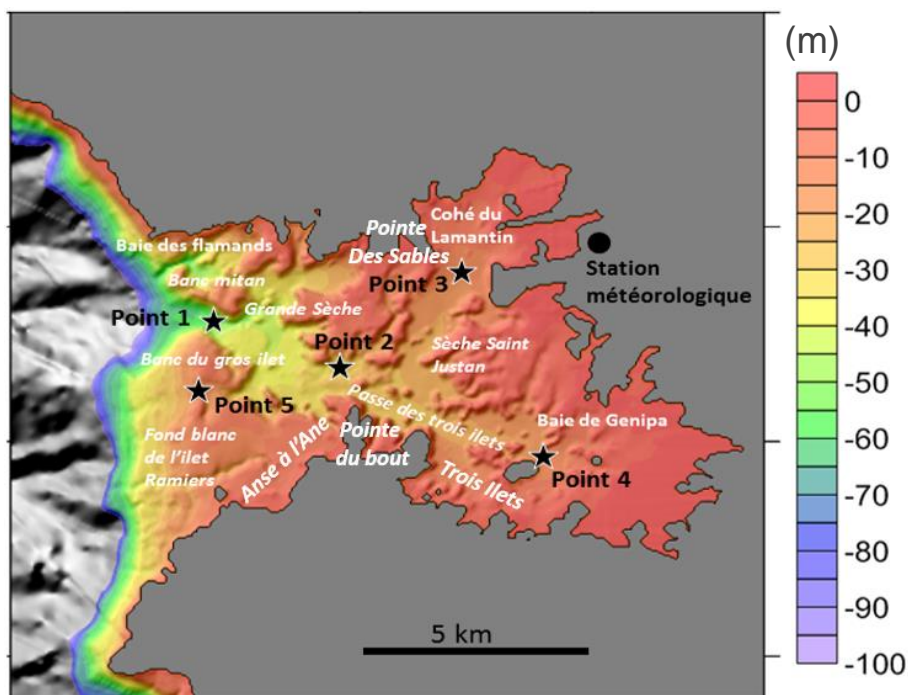 (m)
0
-10
-20
-30
-40
-50
-60
-70
-80
-90
-100
Baie des flamands
Pointe
Des Sables
Cohé du
Lamantin
Banc mitan
Point 3
Station
météorologique
Point 1
Grande Sèche
Point 2
Sèche Saint
Justan
Banc du gros ilet
Point 5
Passe des trois ilets
Baie de Genipa
Fond blanc
de l'ilet
Ramiers
Anse à l'Ane
Pointe
du bout
Trois Ilets
Point 4
5 km